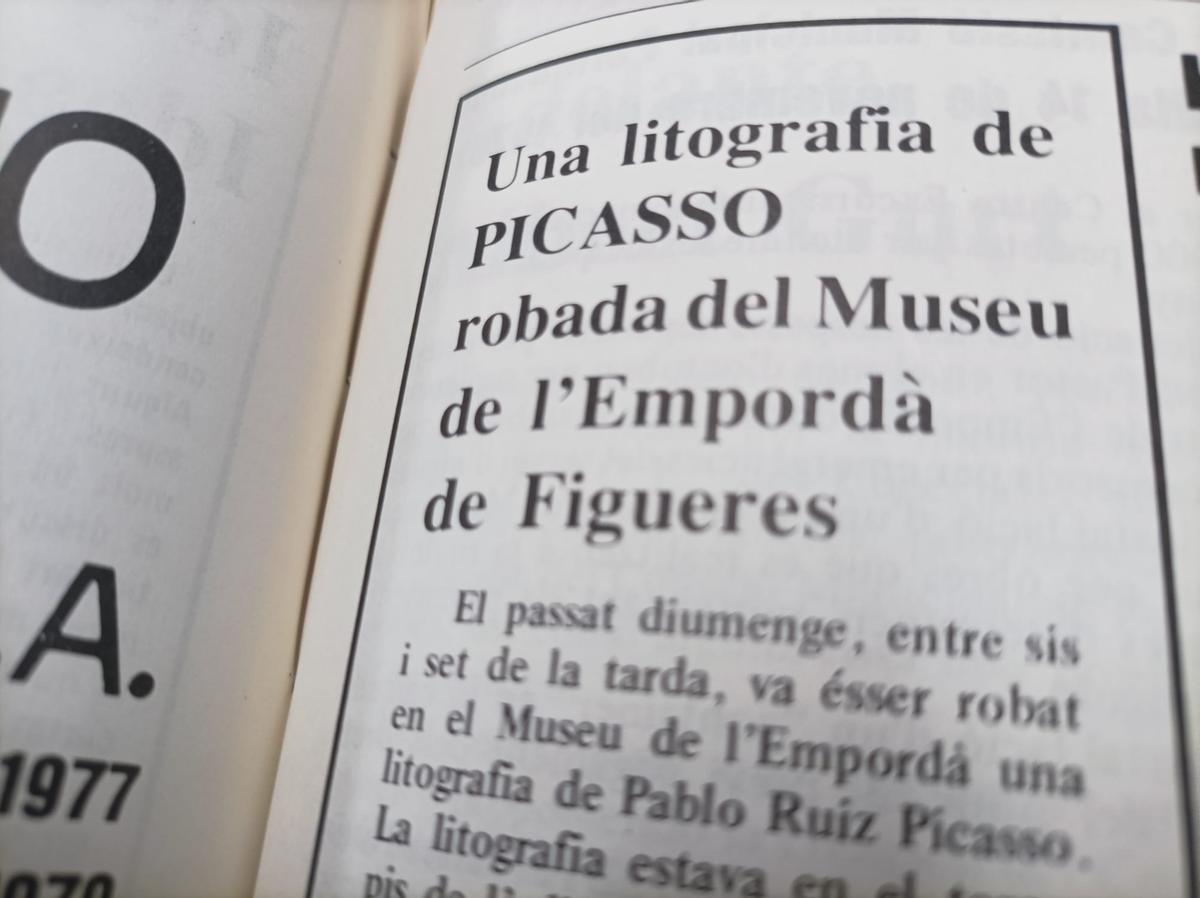 O
A.
1977
Una litografia de
PICASSO
robada del Museu
de l'Empordà
de Figueres
El passat diumenge, entre sis
i set de la tarda, va ésser robat
en el Museu de l'Empordà una
litografia de Pablo Ruiz Picasso.
La litografia estava en el
pis de